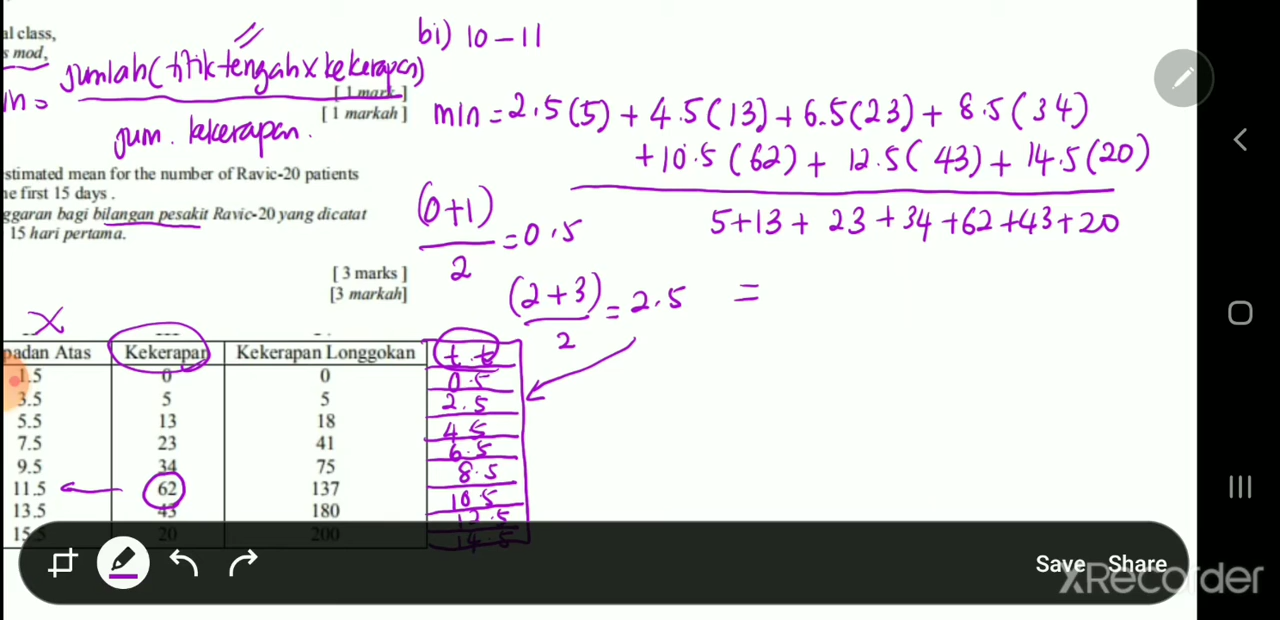 al class,
s mod,
jumlah(titik tengah x kekerapan)
m =
[ 1 mark ]
[ 1 markah ]
jum. kekerapan.
bi) 10 - 11
min = 2.5(5) + 4.5(13) + 6.5(23) + 8.5(34)
+ 10.5(62) + 12.5(43) + 14.5(20)
5+13+ 23+34+62+43+20
=
stimated mean for the number of Ravic-20 patients
ne first 15 days .
ggaran bagi bilangan pesakit Ravic-20 yang dicatat
15 hari pertama.
[ 3 marks ]
[3 markah]
(0+1)
2
=0.5
(2+3)
2
=2.5
X
padan Atas Kekerapan Kekerapan Longgokan t.t
1.5 0 0 0.5
3.5 5 5 2.5
5.5 13 18 4.5
7.5 23 41 6.5
9.5 34 75 8.5
11.5 62 137 10.5
13.5 43 180 12.5
15.5 20 200 14.5
Save Share
XRecorder